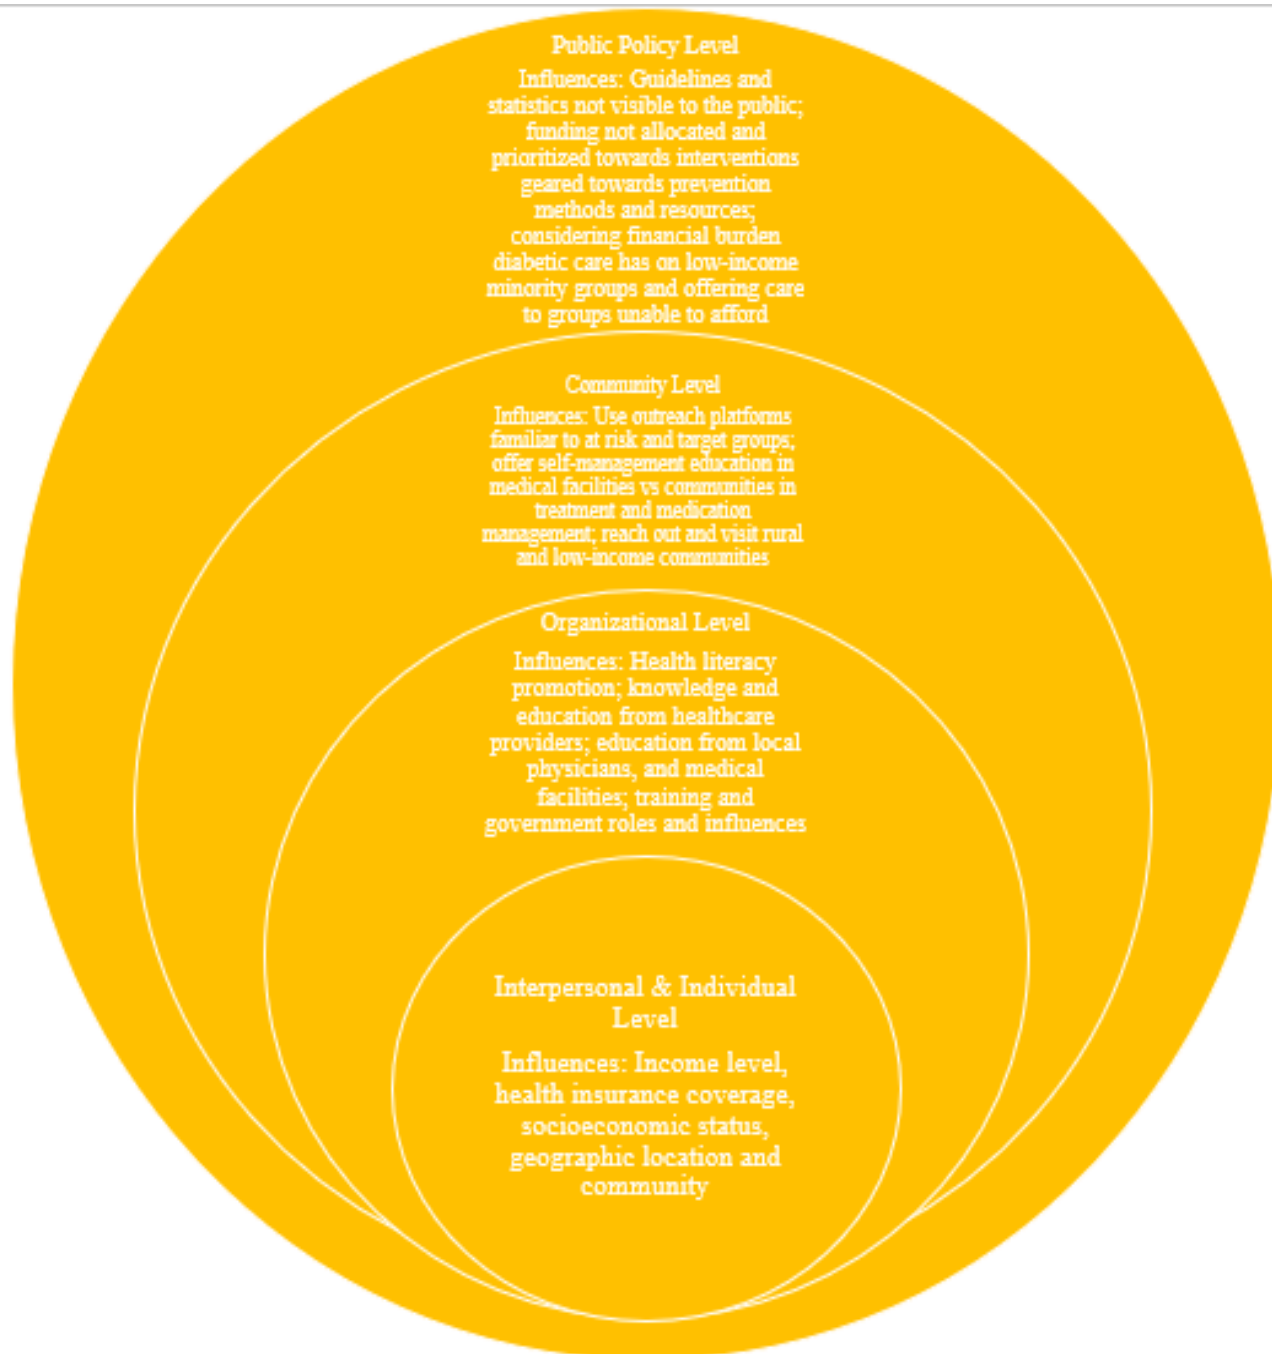 Public Policy Level
Influences: Guidelines and
statistics not visible to the public;
funding not allocated and
prioritized towards interventions
geared towards prevention
methods and resources;
considering financial burden
diabetic care has on low-income
minority groups and offering care
to groups unable to afford
Community Level
Influences: Use outreach platforms
familiar to at risk and target groups;
offer self-management education in
medical facilities vs communities in
treatment and medication
management; reach out and visit rural
and low-income communities
Organizational Level
Influences: Health literacy
promotion; knowledge and
education from healthcare
providers; education from local
physicians, and medical
facilities; training and
government roles and influences
Interpersonal & Individual
Level
Influences: Income level,
health insurance coverage,
socioeconomic status,
geographic location and
community